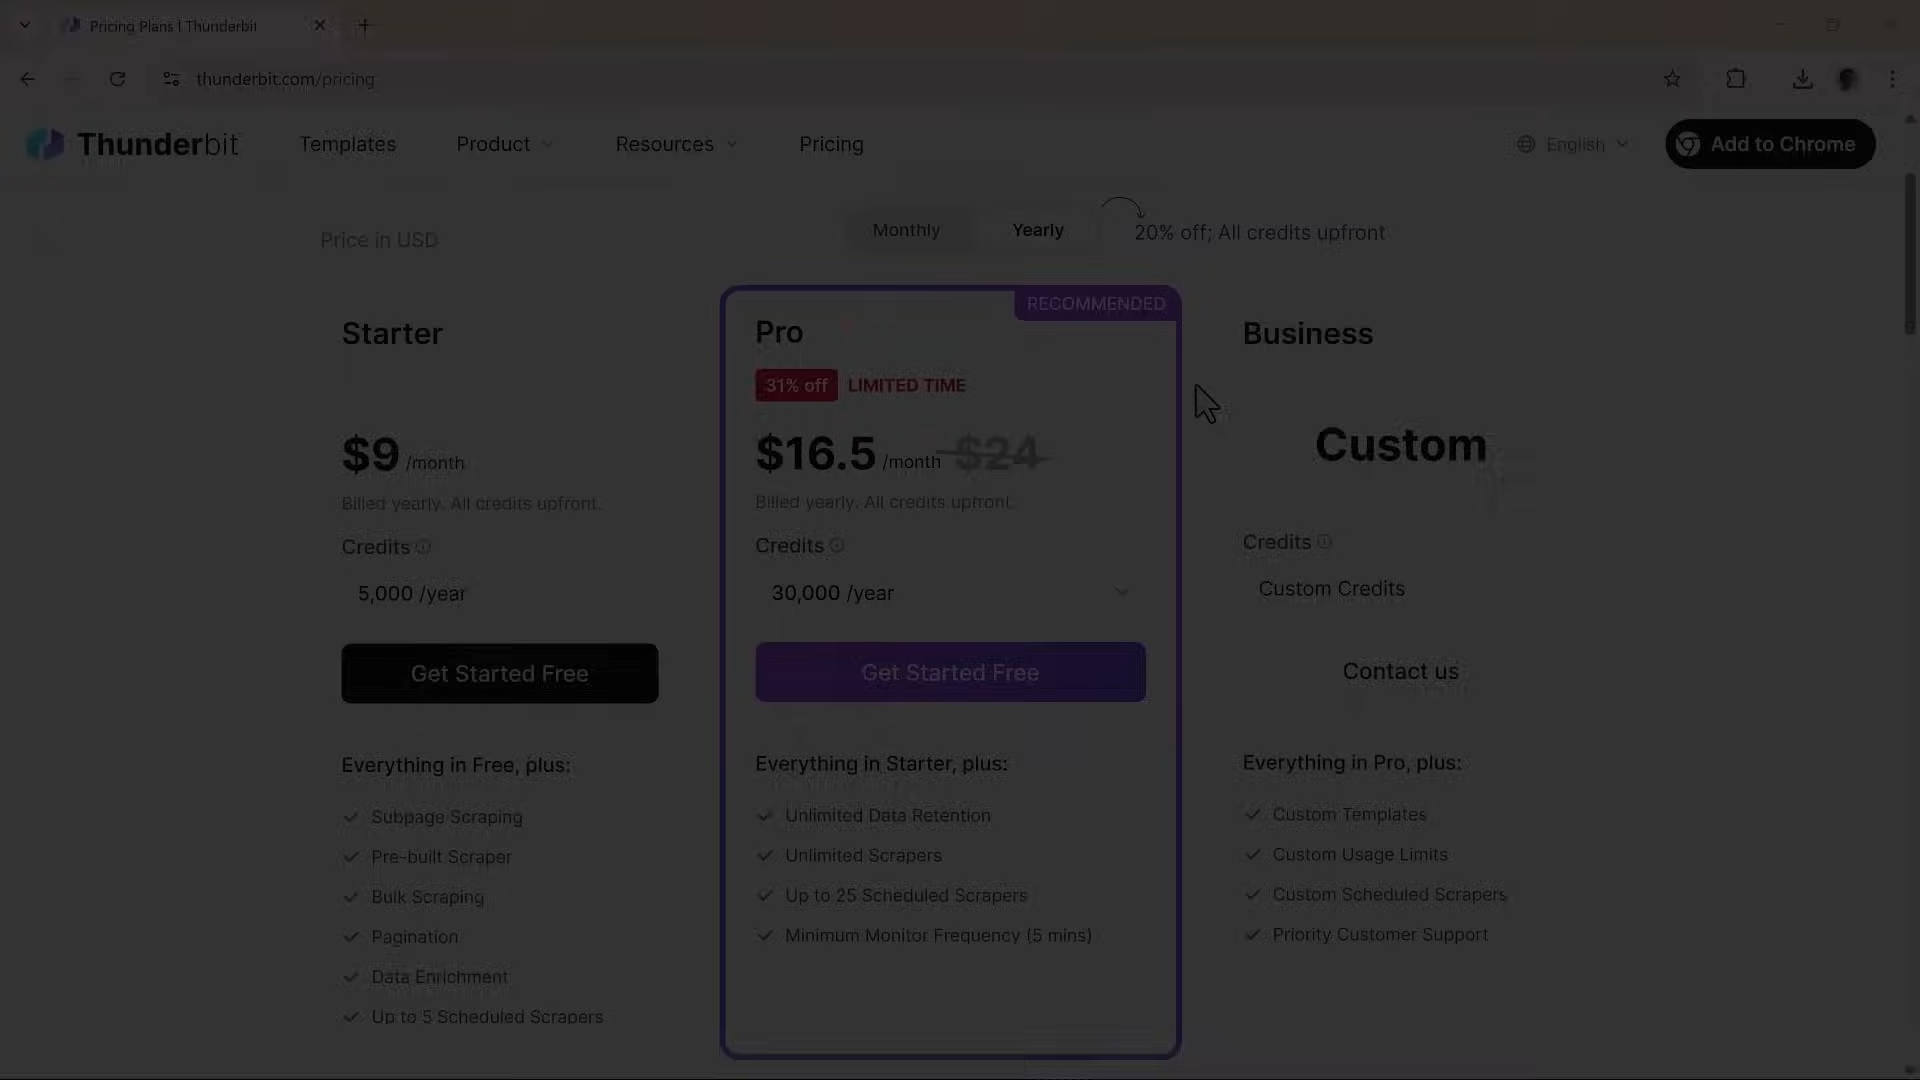 Pricing Plans | Thunderbit
thunderbit.com/pricing
Thunderbit
Templates
Product
Resources
Pricing
English
Add to Chrome
Price in USD
Monthly
Yearly
20% off; All credits upfront
Starter
$9 /month
Billed yearly. All credits upfront.
Credits
5,000 /year
Get Started Free
Everything in Free, plus:
Subpage Scraping
Pre-built Scraper
Bulk Scraping
Pagination
Data Enrichment
Up to 5 Scheduled Scrapers
RECOMMENDED
Pro
31% off LIMITED TIME
$16.5 /month $24
Billed yearly. All credits upfront.
Credits
30,000 /year
Get Started Free
Everything in Starter, plus:
Unlimited Data Retention
Unlimited Scrapers
Up to 25 Scheduled Scrapers
Minimum Monitor Frequency (5 mins)
Business
Custom
Credits
Custom Credits
Contact us
Everything in Pro, plus:
Custom Templates
Custom Usage Limits
Custom Scheduled Scrapers
Priority Customer Support